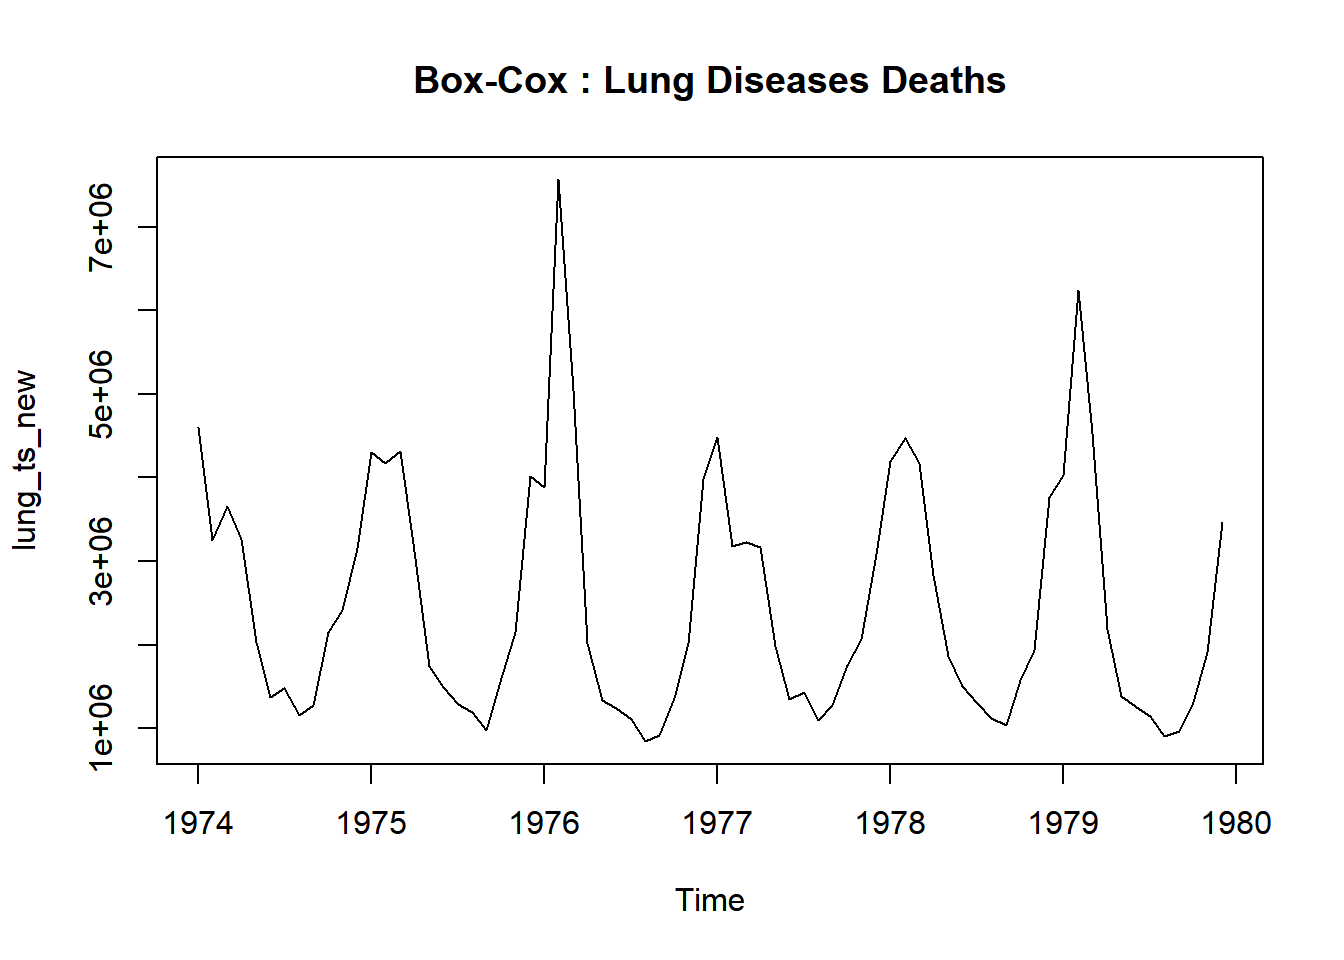 Box-Cox : Lung Diseases Deaths
lung_ts_new
7e+06
5e+06
3e+06
1e+06
1974 1975 1976 1977 1978 1979 1980
Time